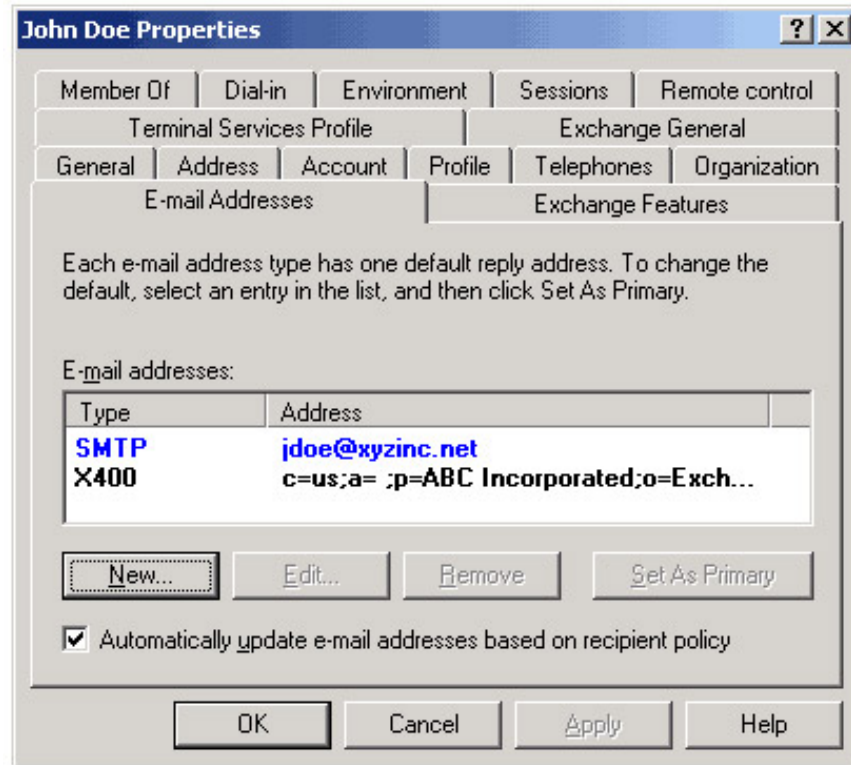 John Doe Properties
Member Of Dial-in Environment Sessions Remote control
Terminal Services Profile Exchange General
General Address Account Profile Telephones Organization
E-mail Addresses Exchange Features
Each e-mail address type has one default reply address. To change the
default, select an entry in the list, and then click Set As Primary.
E-mail addresses:
Type Address
SMTP jdoe@xyzinc.net
X400 c=us;a= ;p=ABC Incorporated;o=Exch...
New... Edit... Remove Set As Primary
Automatically update e-mail addresses based on recipient policy
OK Cancel Apply Help